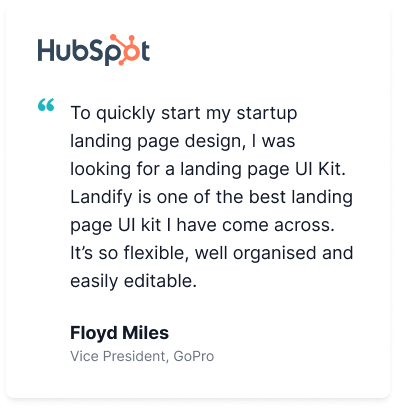 HubSpot
“ To quickly start my startup
landing page design, I was
looking for a landing page UI Kit.
Landify is one of the best landing
page UI kit I have come across.
It’s so flexible, well organised and
easily editable.
Floyd Miles
Vice President, GoPro